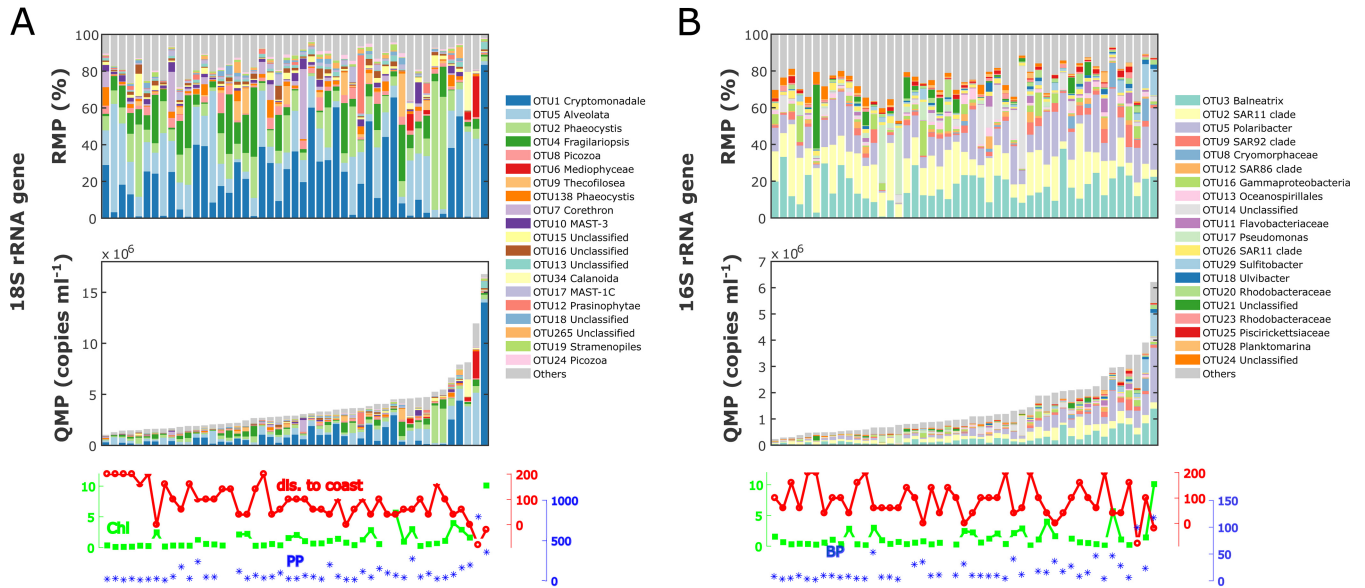 A
18S rRNA gene
RMP (%)
100
80
60
40
20
0
OTU1 Cryptomonadale
OTU5 Alveolata
OTU2 Phaeocystis
OTU4 Fragilariopsis
OTU8 Picozoa
OTU6 Mediophyceae
OTU9 Thecofilosea
OTU138 Phaeocystis
OTU7 Corethron
OTU10 MAST-3
OTU15 Unclassified
OTU16 Unclassified
OTU13 Unclassified
OTU34 Calanoida
OTU17 MAST-1C
OTU12 Prasinophytae
OTU18 Unclassified
OTU265 Unclassified
OTU19 Stramenopiles
OTU24 Picozoa
Others
× 10⁶
QMP (copies ml⁻¹)
15
10
5
0
10
5
0
Chl
dis. to coast
PP
200
100
0
1000
500
0
B
16S rRNA gene
RMP (%)
100
80
60
40
20
0
OTU3 Balneatrix
OTU2 SAR11 clade
OTU5 Polaribacter
OTU9 SAR92 clade
OTU8 Cryomorphaceae
OTU12 SAR86 clade
OTU16 Gammaproteobacteria
OTU13 Oceanospirillales
OTU14 Unclassified
OTU11 Flavobacteriaceae
OTU17 Pseudomonas
OTU26 SAR11 clade
OTU29 Sulfitobacter
OTU18 Ulvibacter
OTU20 Rhodobacteraceae
OTU21 Unclassified
OTU23 Rhodobacteraceae
OTU25 Piscirickettsiaceae
OTU28 Planktomarina
OTU24 Unclassified
Others
× 10⁶
QMP (copies ml⁻¹)
7
6
5
4
3
2
1
0
10
5
0
BP
200
100
0
150
100
50
0